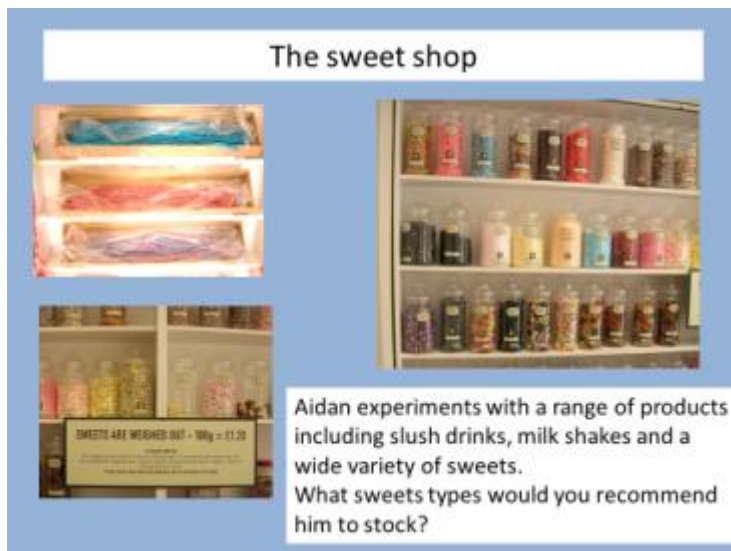 The sweet shop
SWEETS ARE WEIGHED OUT - 100g = £1.20
Aidan experiments with a range of products
including slush drinks, milk shakes and a
wide variety of sweets.
What sweets types would you recommend
him to stock?